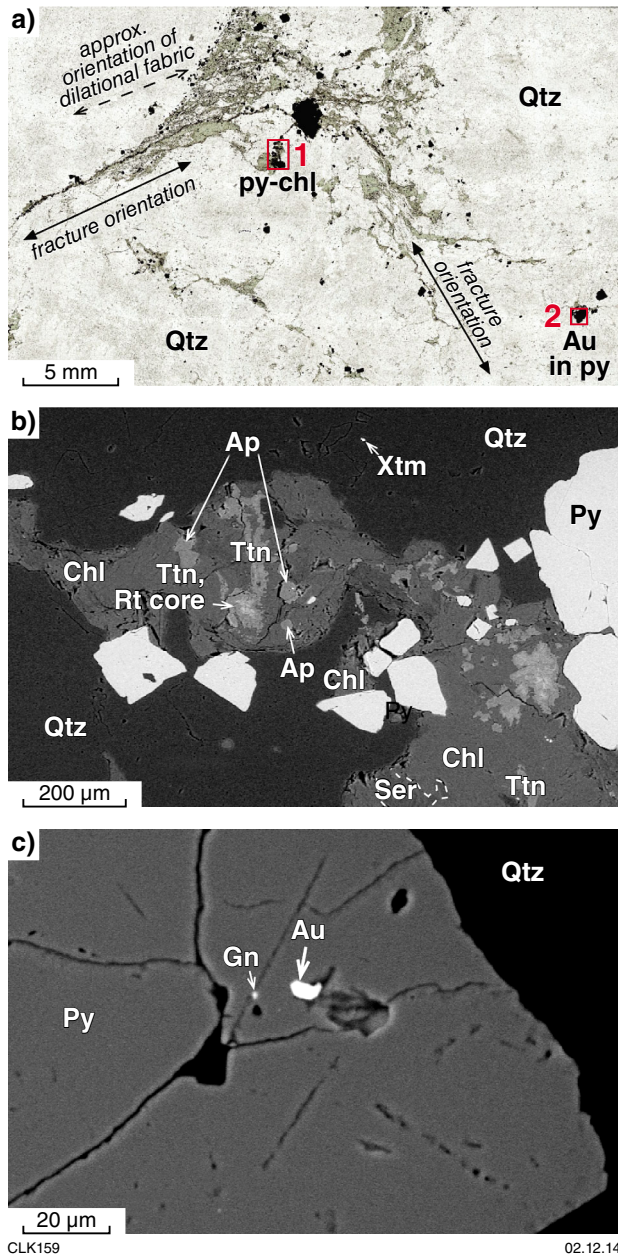 a)
approx.
orientation of
dilational fabric
Qtz
1
py-chl
fracture orientation
fracture
orientation
2
Au
in py
Qtz
5 mm
b)
Ap
Qtz
Xtm
Py
Chl
Ttn
Ttn,
Rt core
Ap
Chl
Py
Qtz
Chl
Ser
Ttn
200 µm
c)
Qtz
Au
Gn
Py
20 µm
CLK159
02.12.14